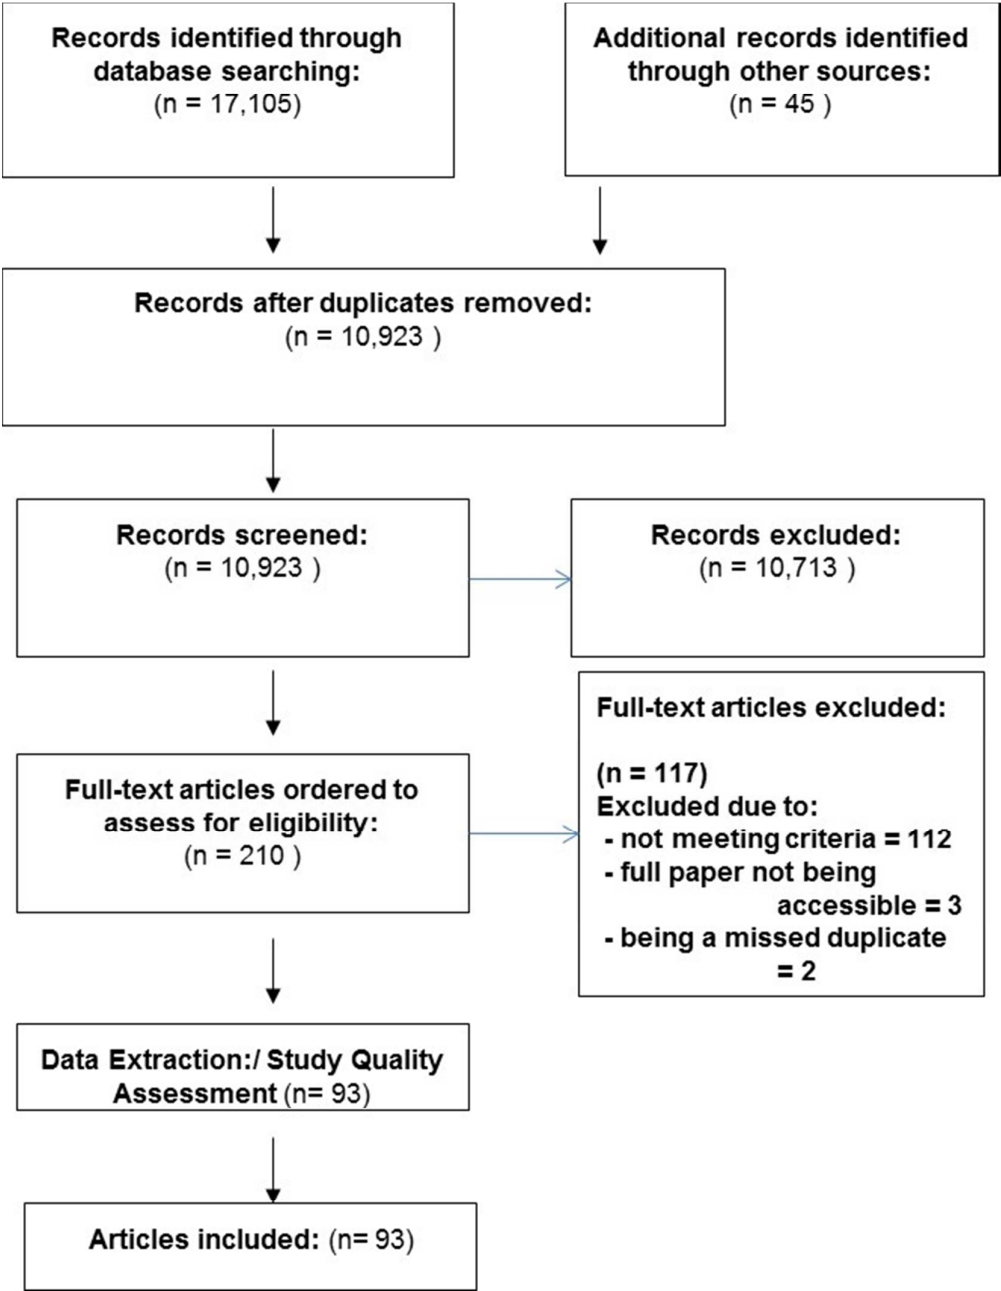 Records identified through
database searching:
(n = 17,105)
Additional records identified
through other sources:
(n = 45 )
Records after duplicates removed:
(n = 10,923 )
Records screened:
(n = 10,923 )
Records excluded:
(n = 10,713 )
Full-text articles ordered to
assess for eligibility:
(n = 210 )
Full-text articles excluded:
(n = 117)
Excluded due to:
- not meeting criteria = 112
- full paper not being
accessible = 3
- being a missed duplicate
= 2
Data Extraction:/ Study Quality
Assessment (n= 93)
Articles included: (n= 93)